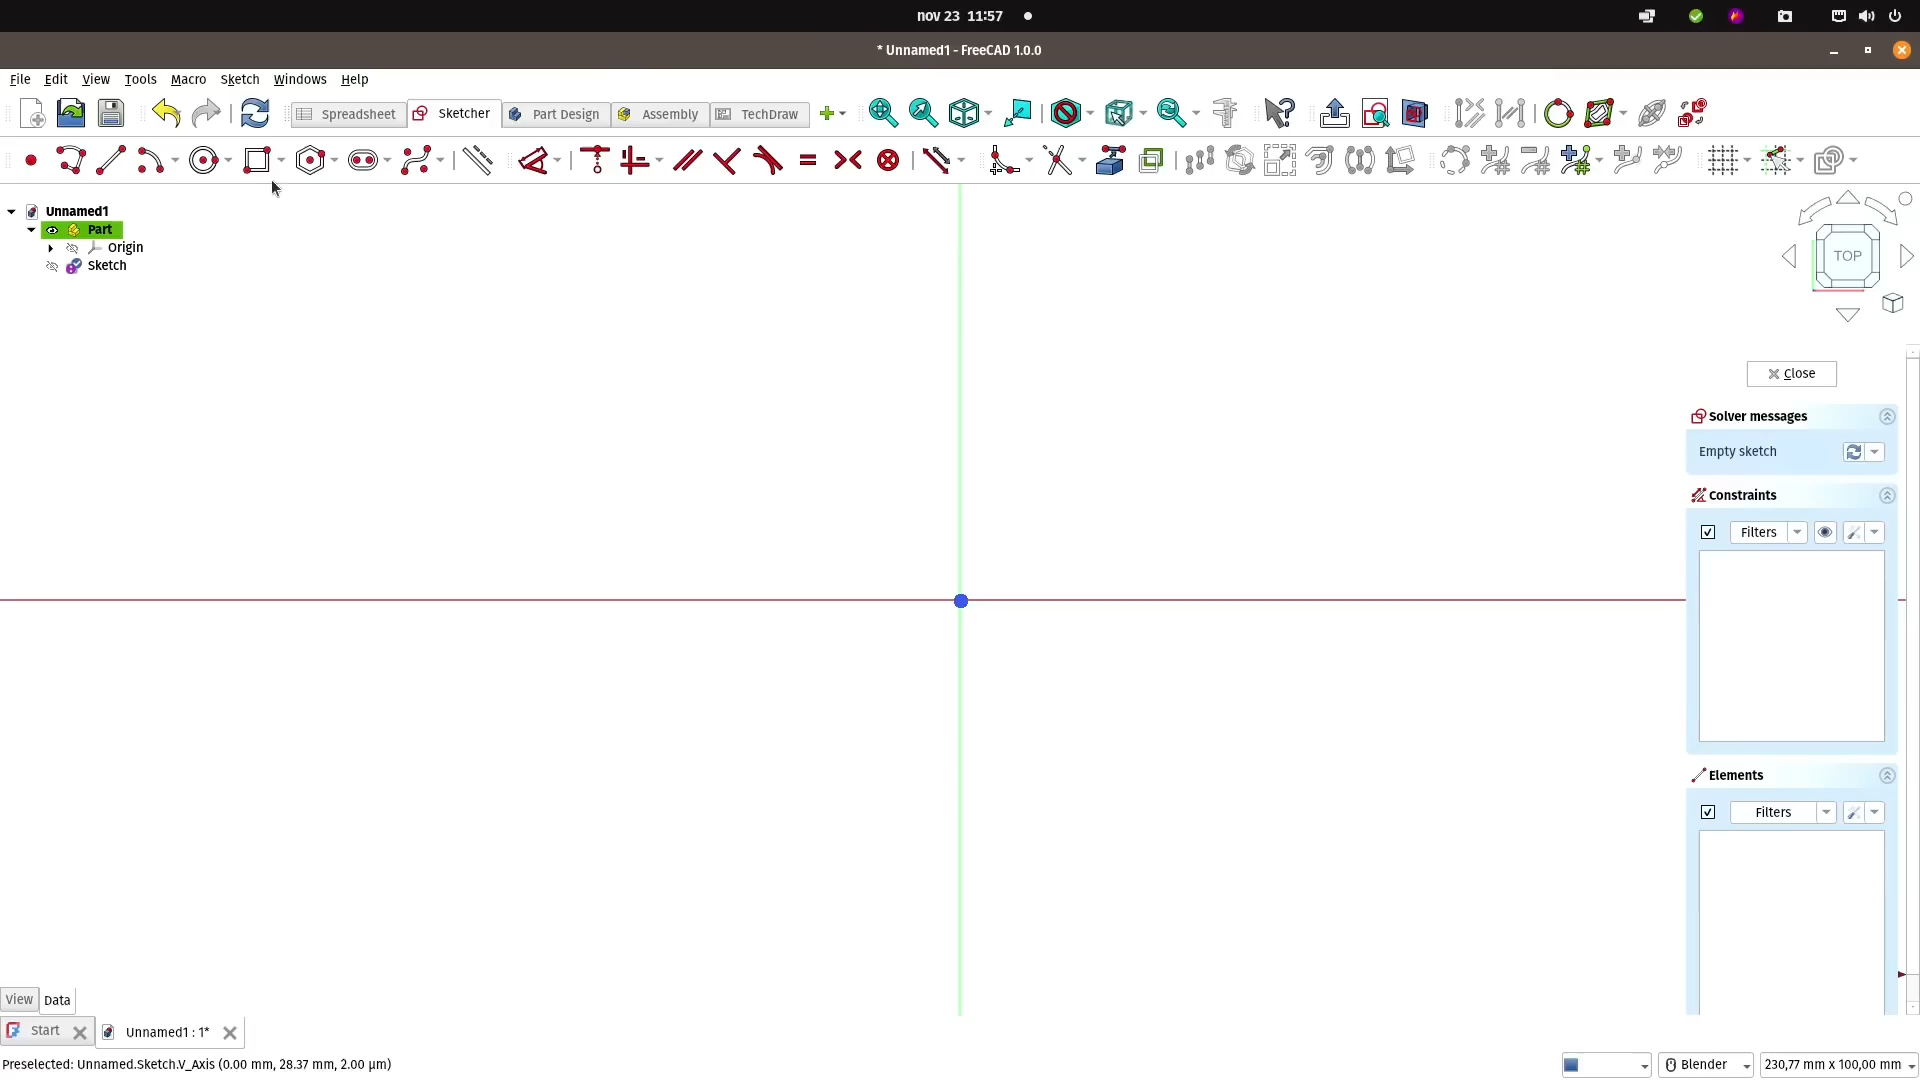 nov 23 11:57
* Unnamed1 - FreeCAD 1.0.0
File Edit View Tools Macro Sketch Windows Help
Spreadsheet Sketcher Part Design Assembly TechDraw
Unnamed1
Part
Origin
Sketch
TOP
Close
Solver messages
Empty sketch
Constraints
Filters
Elements
Filters
View Data
Start Unnamed1 : 1*
Preselected: Unnamed.Sketch.V_Axis (0.00 mm, 28.37 mm, 2.00 µm)
Blender 230,77 mm x 100,00 mm